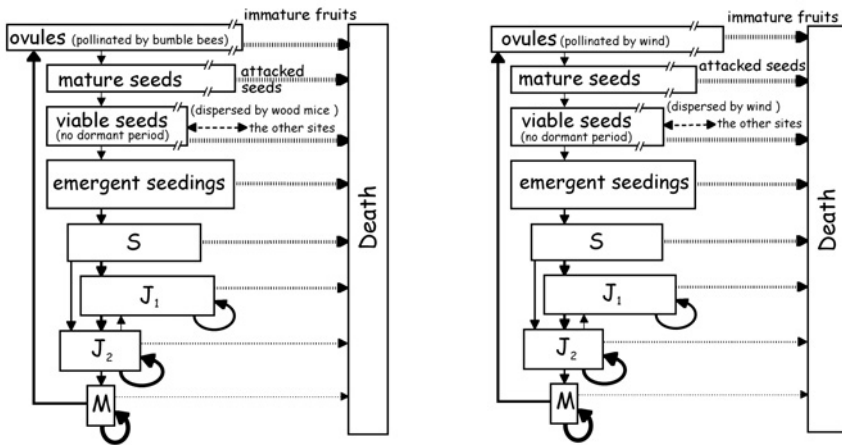 immature fruits
ovules (pollinated by bumble bees)
mature seeds
attacked
seeds
viable seeds
(no dormant period)
(dispersed by wood mice )
the other sites
emergent seedings
S
J1
J2
M
Death
immature fruits
ovules (pollinated by wind)
mature seeds
attacked seeds
viable seeds
(no dormant period)
(dispersed by wind )
the other sites
emergent seedings
S
J1
J2
M
Death